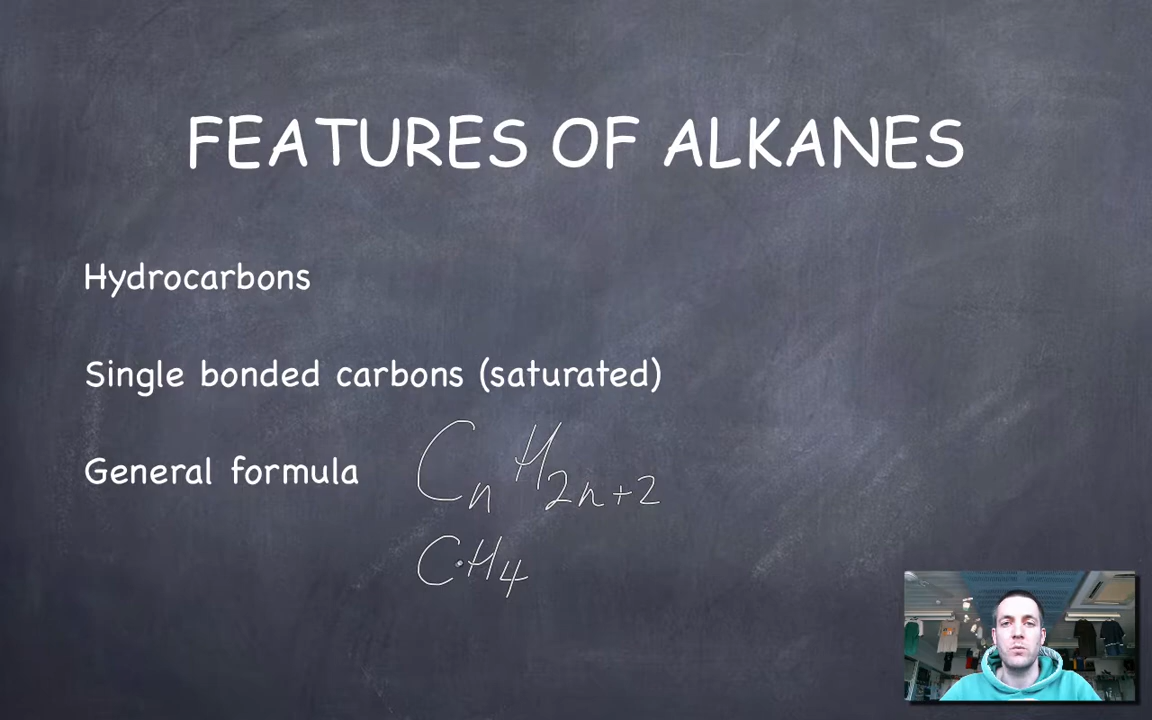 FEATURES OF ALKANES
Hydrocarbons
Single bonded carbons (saturated)
General formula CnH2n+2
CH4